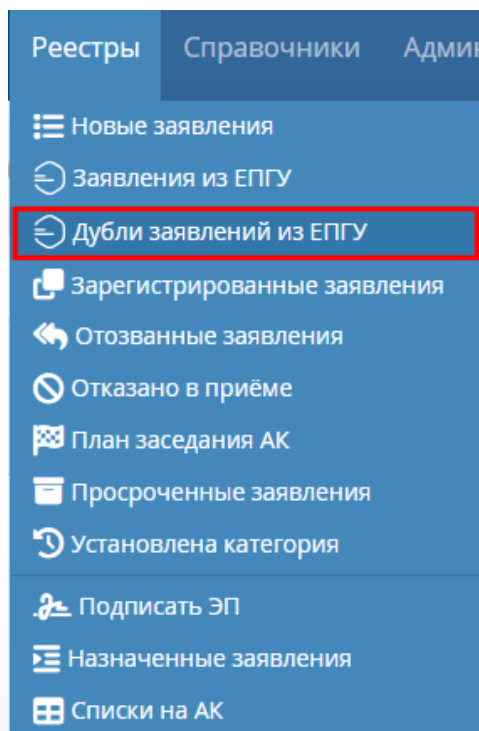 Реестры Справочники Админ
Новые заявления
Заявления из ЕПГУ
Дубли заявлений из ЕПГУ
Зарегистрированные заявления
Отозванные заявления
Отказано в приёме
План заседания АК
Просроченные заявления
Установлена категория
Подписать ЭП
Назначенные заявления
Списки на АК